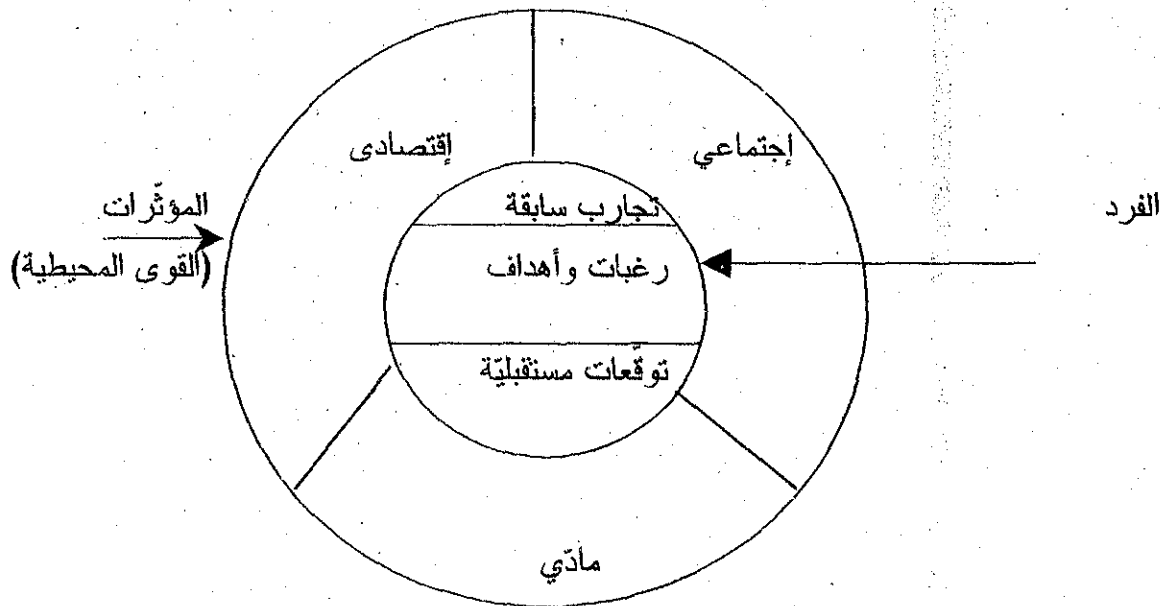 إجتماعي
إقتصادى
تجارب سابقة
الفرد
المؤثّرات
رغبات وأهداف
(القوى المحيطية)
توقّعات مستقبليّة
مادّي